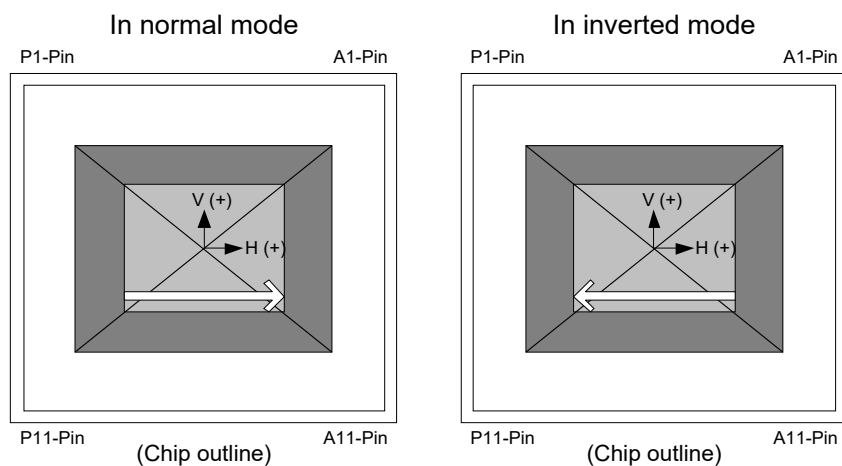 In normal mode
In inverted mode
P1-Pin
A1-Pin
P1-Pin
A1-Pin
V (+)
H (+)
V (+)
H (+)
P11-Pin
(Chip outline)
A11-Pin
P11-Pin
(Chip outline)
A11-Pin